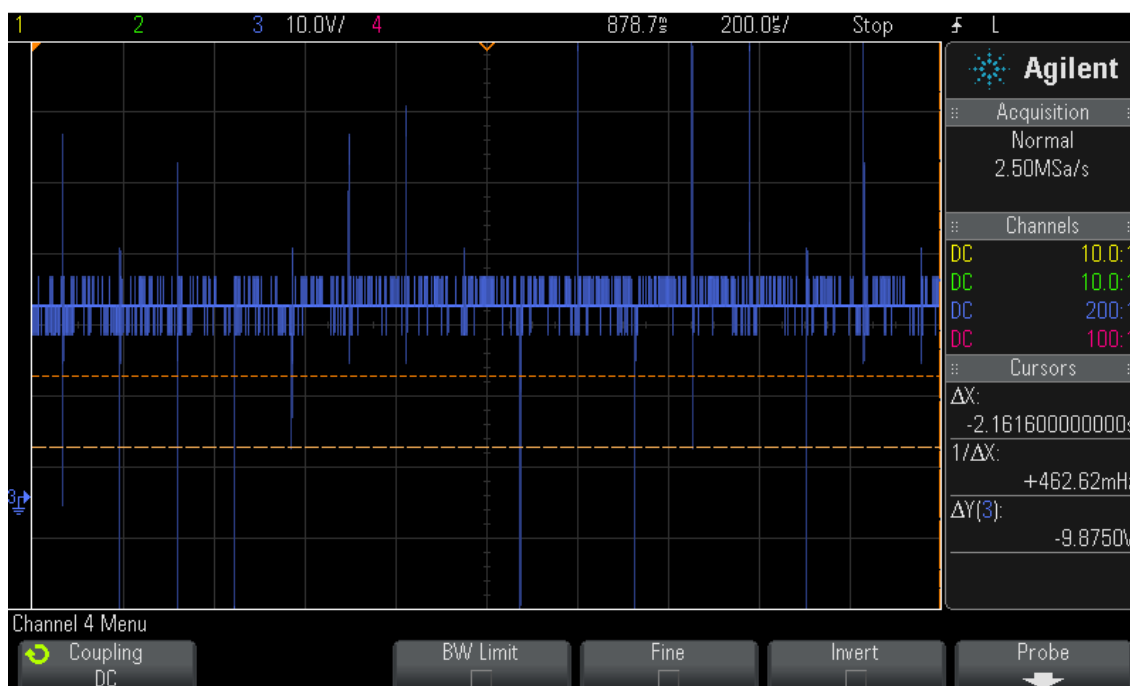 1 2 3 10.0V/ 4 878.7ms 200.0µs/ Stop L
Agilent
Acquisition
Normal
2.50MSa/s
Channels
DC 10.0:1
DC 10.0:1
DC 200:1
DC 100:1
Cursors
ΔX:
-2.161600000000s
1/ΔX:
+462.62mHz
ΔY(3):
-9.8750V
3
Channel 4 Menu
Coupling BW Limit Fine Invert Probe
DC